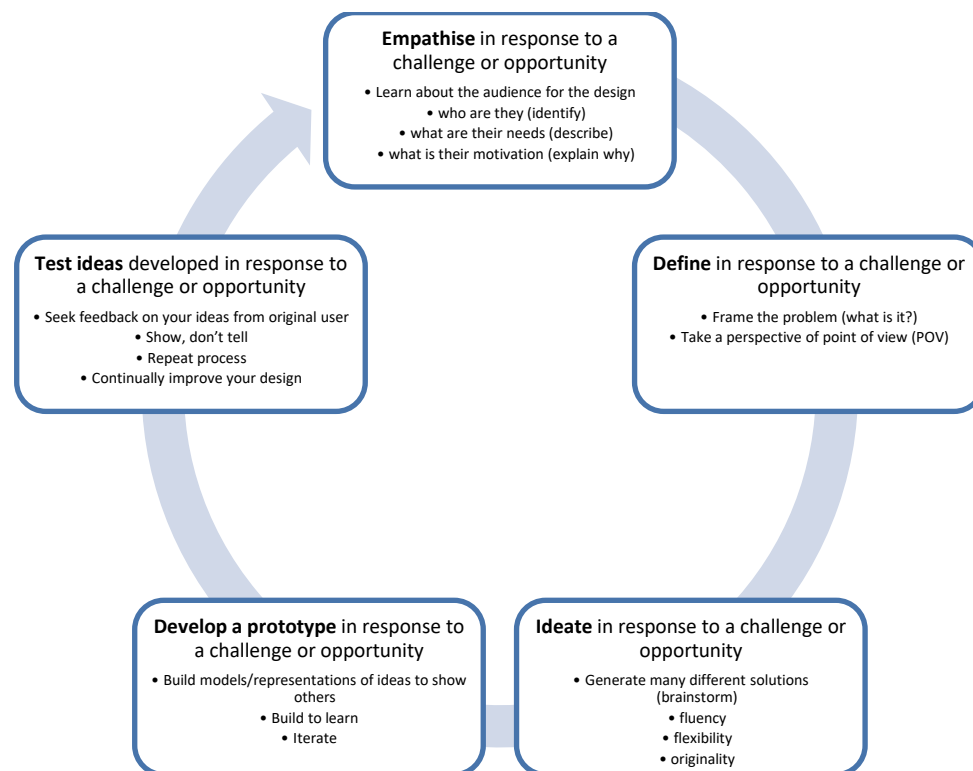 Empathise in response to a
challenge or opportunity
• Learn about the audience for the design
• who are they (identify)
• what are their needs (describe)
• what is their motivation (explain why)
Define in response to a challenge or
opportunity
• Frame the problem (what is it?)
• Take a perspective of point of view (POV)
Ideate in response to a challenge or
opportunity
• Generate many different solutions
(brainstorm)
• fluency
• flexibility
• originality
Develop a prototype in response to
a challenge or opportunity
• Build models/representations of ideas to show
others
• Build to learn
• Iterate
Test ideas developed in response to
a challenge or opportunity
• Seek feedback on your ideas from original user
• Show, don’t tell
• Repeat process
• Continually improve your design